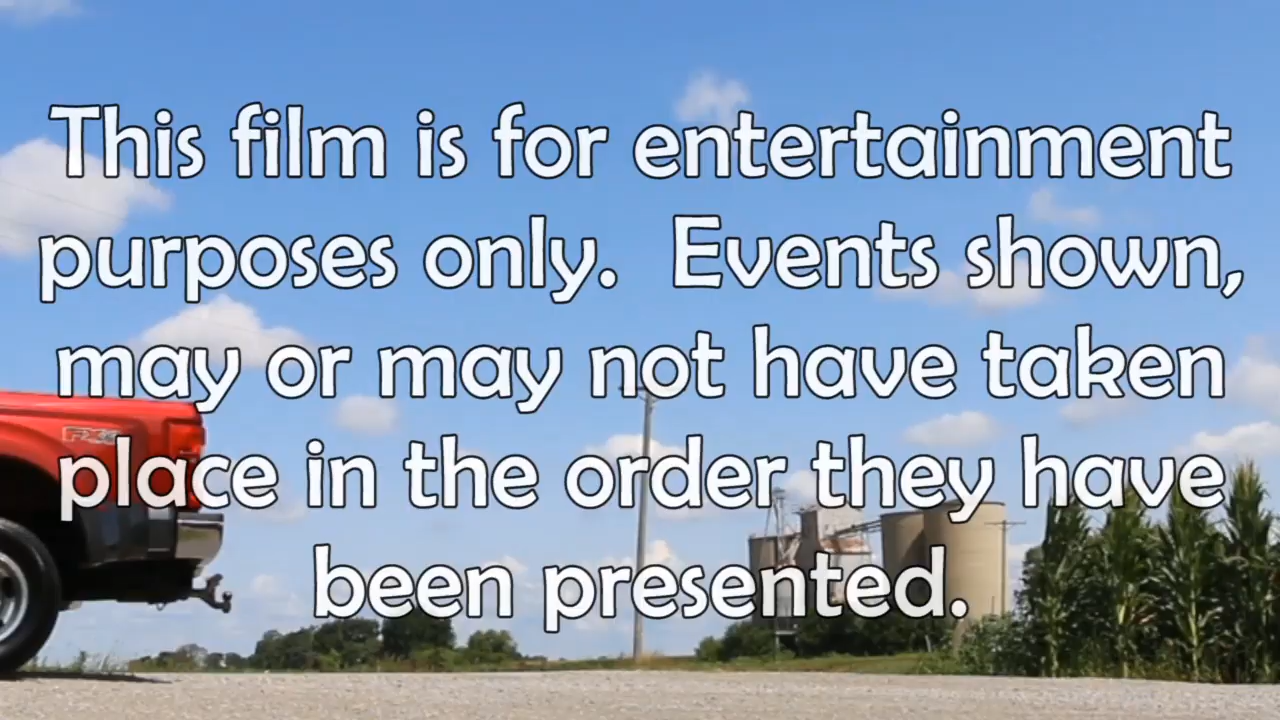 This film is for entertainment
purposes only.  Events shown,
may or may not have taken
place in the order they have
been presented.